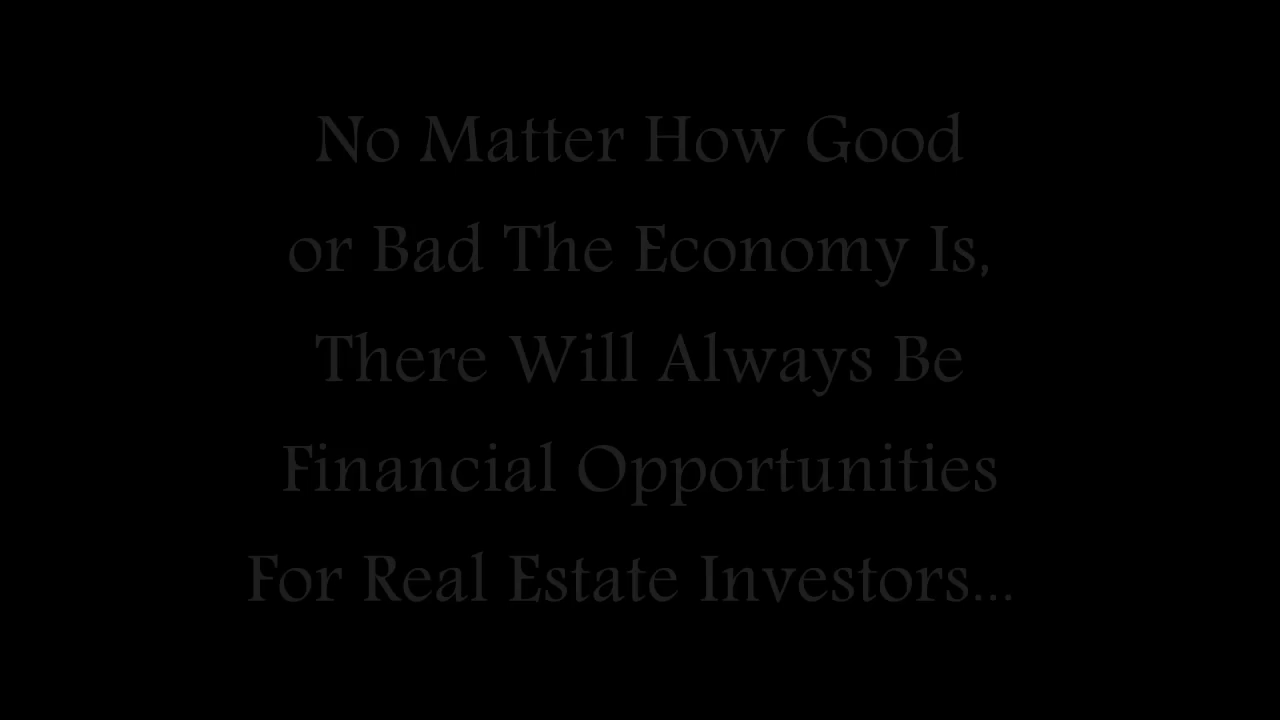 No Matter How Good
or Bad The Economy Is,
There Will Always Be
Financial Opportunities
For Real Estate Investors...